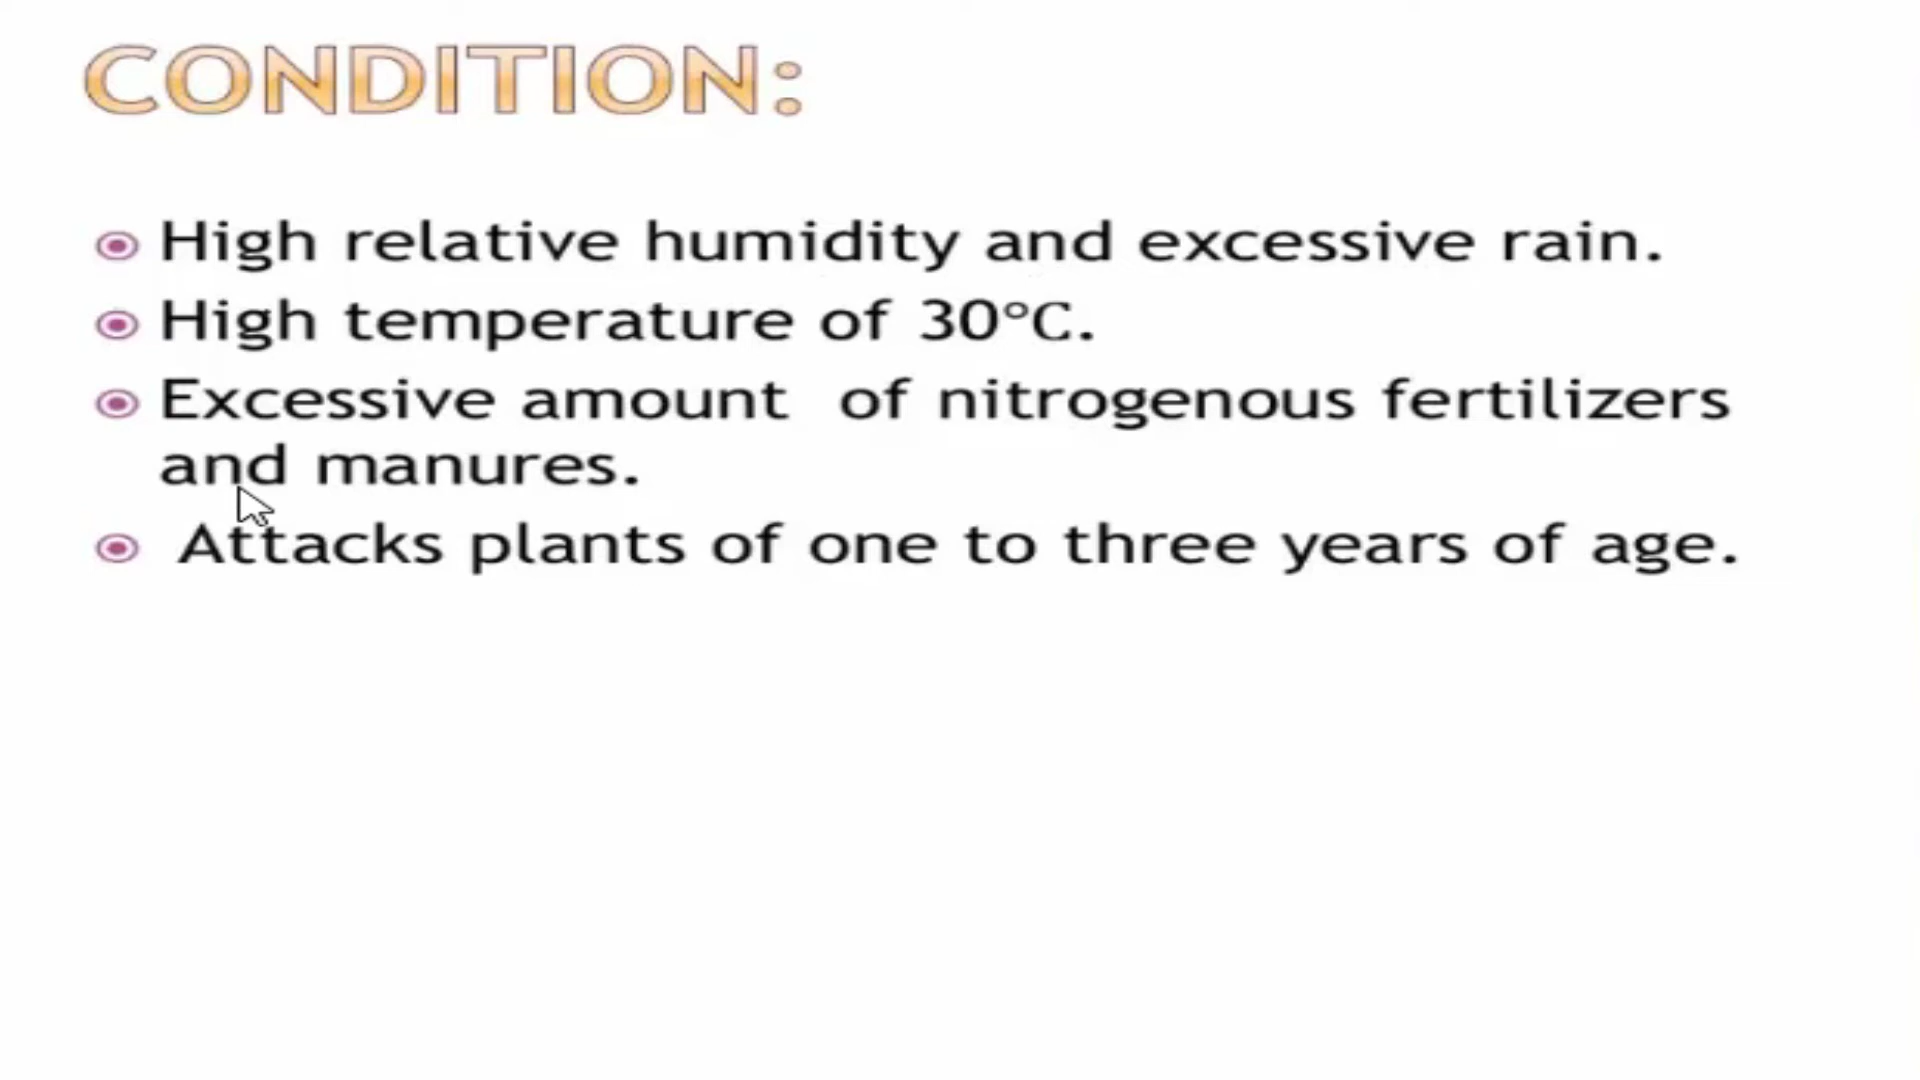 CONDITION:
High relative humidity and excessive rain.
High temperature of 30°C.
Excessive amount of nitrogenous fertilizers
and manures.
Attacks plants of one to three years of age.